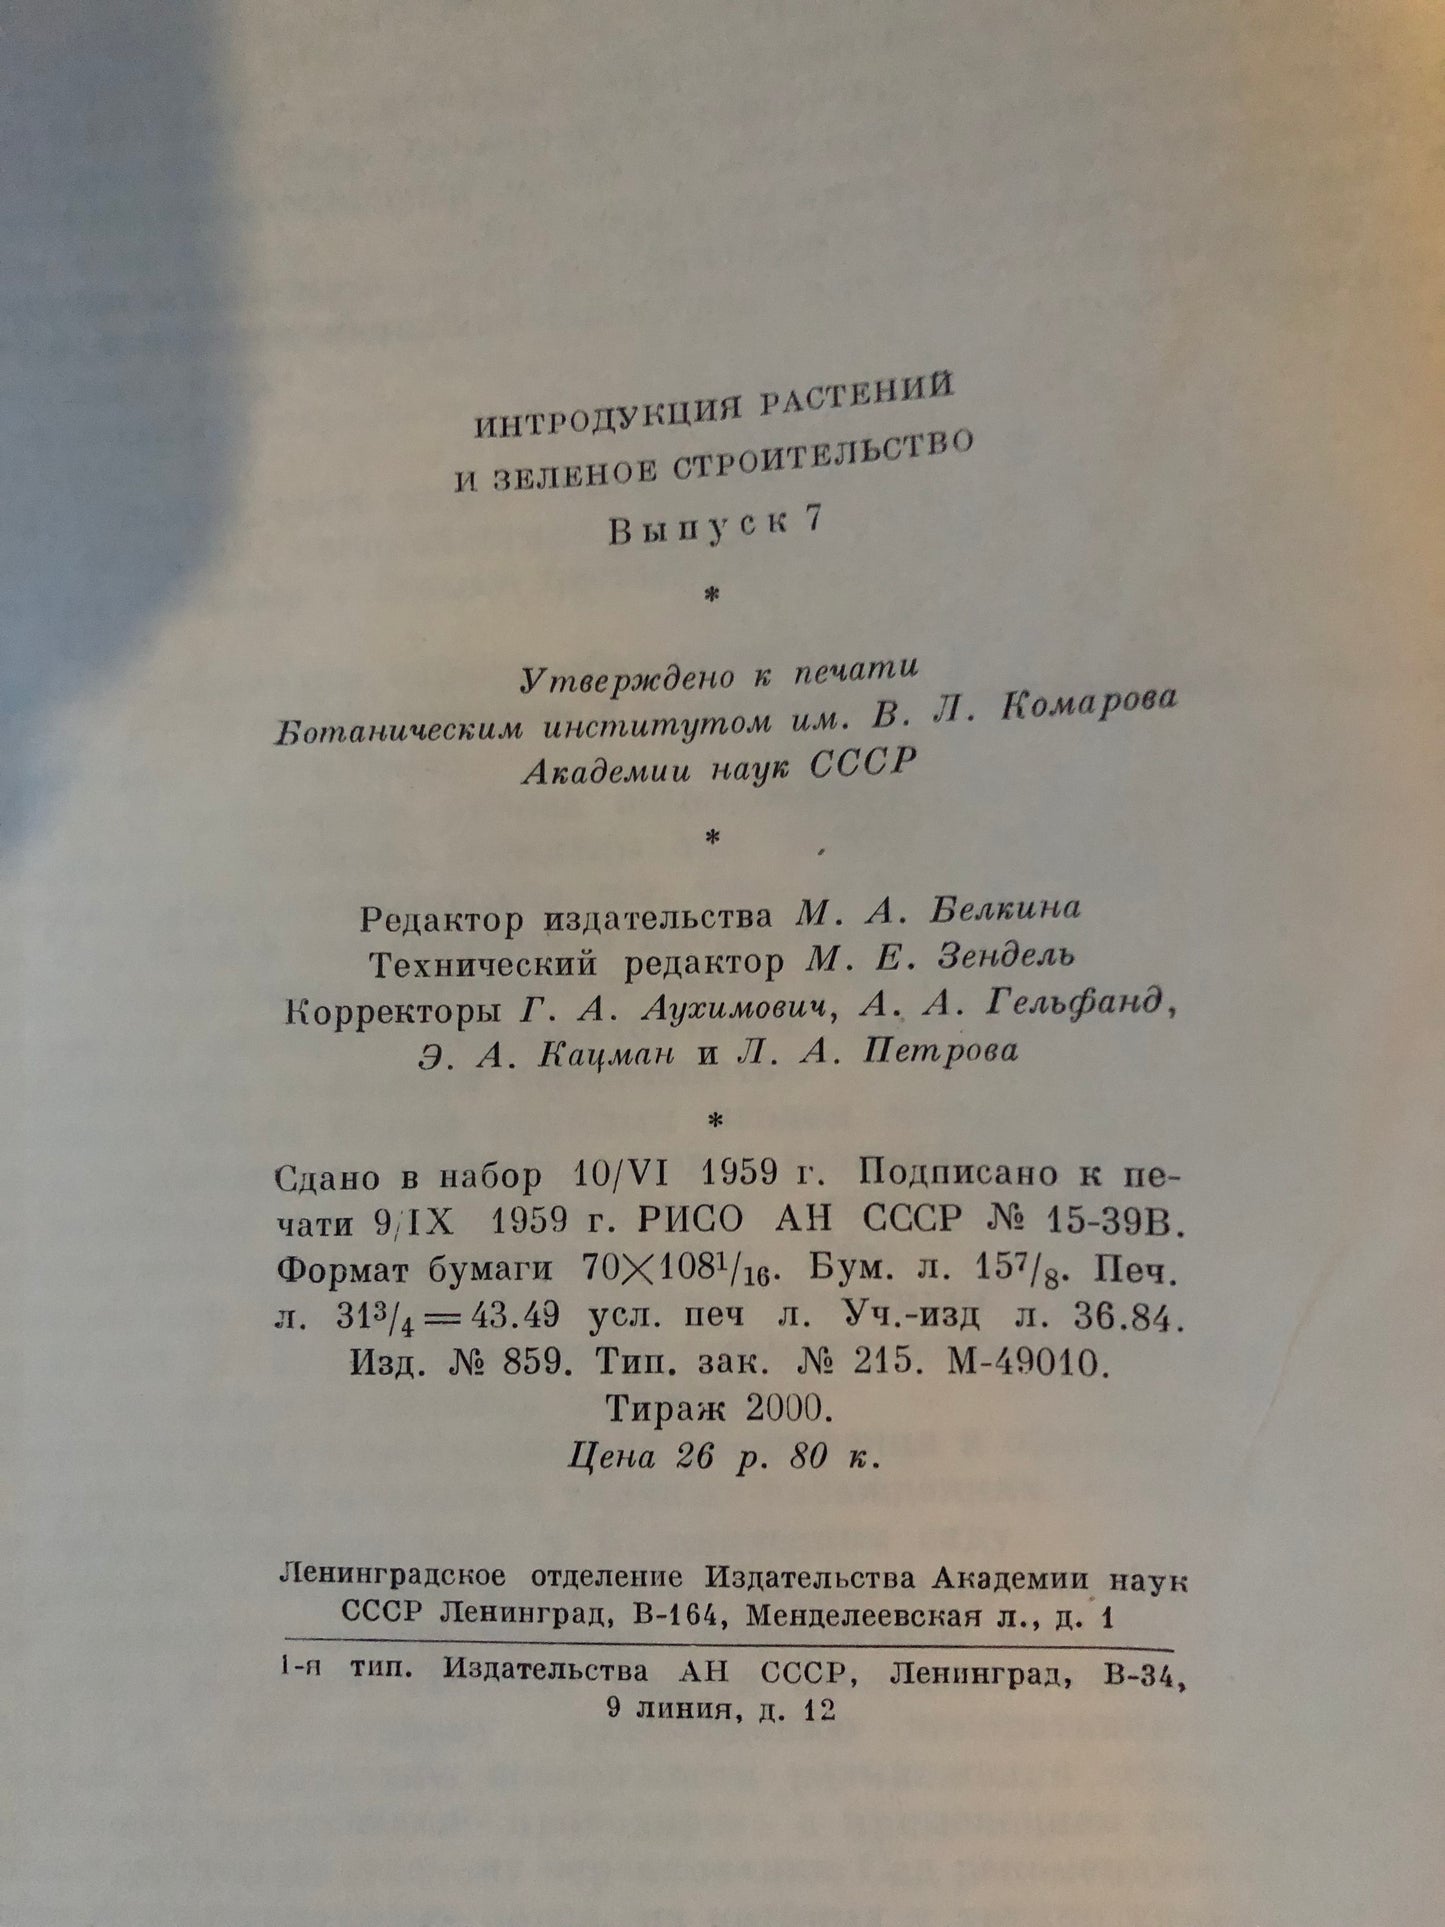 ИНТРОДУКЦИЯ РАСТЕНИЙ
И ЗЕЛЕНОЕ СТРОИТЕЛЬСТВО
Выпуск 7
*
Утверждено к печати
Ботаническим институтом им. В. Л. Комарова
Академии наук СССР
*
Редактор издательства М. А. Белкина
Технический редактор М. Е. Зендель
Корректоры Г. А. Аухимович, А. А. Гельфанд,
Э. А. Кацман и Л. А. Петрова
*
Сдано в набор 10/VI 1959 г. Подписано к пе-
чати 9/IX 1959 г. РИСО АН СССР № 15-39В.
Формат бумаги 70×108¹/₁₆. Бум. л. 15⁷/₈. Печ.
л. 31³/₄=43.49 усл. печ л. Уч.-изд л. 36.84.
Изд. № 859. Тип. зак. № 215. М-49010.
Тираж 2000.
Цена 26 р. 80 к.
Ленинградское отделение Издательства Академии наук
СССР Ленинград, В-164, Менделеевская л., д. 1
1-я тип. Издательства АН СССР, Ленинград, В-34,
9 линия, д. 12